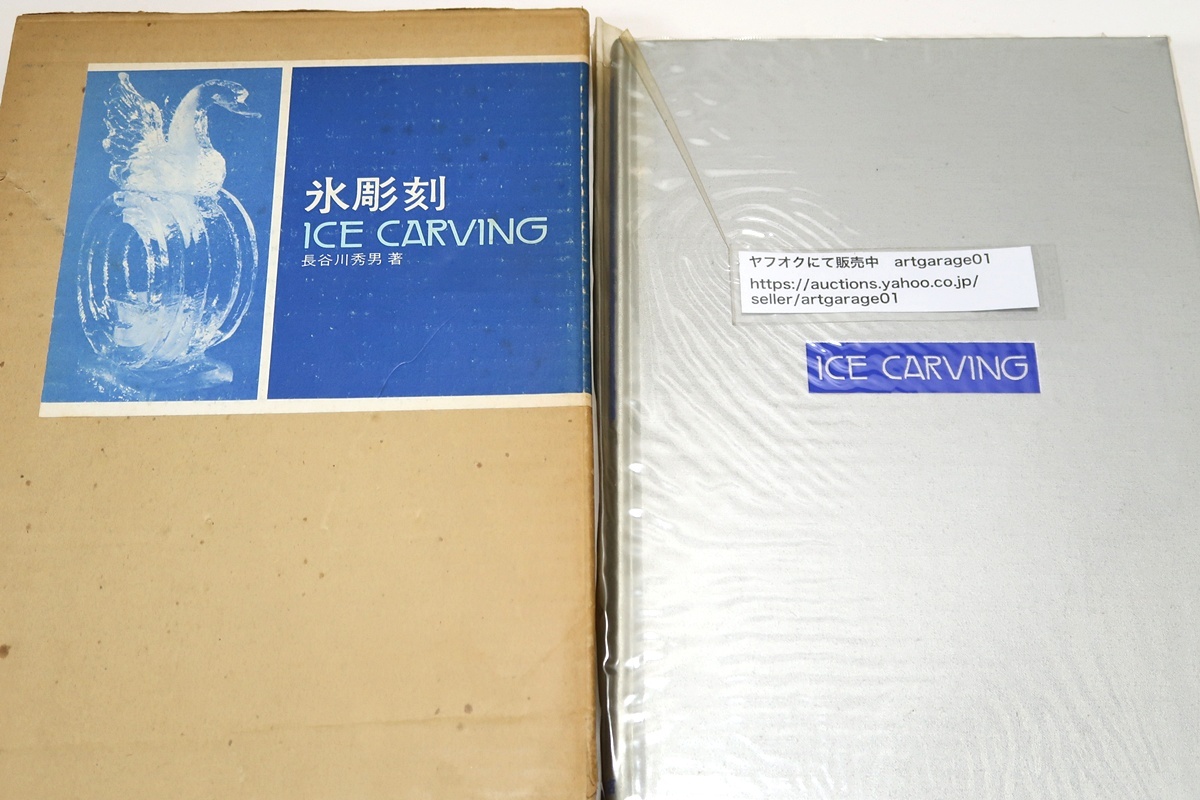 氷彫刻
ICE CARVING
長谷川秀男 著
ヤフオクにて販売中 artgarage01
https://auctions.yahoo.co.jp/
seller/artgarage01
ICE CARVING